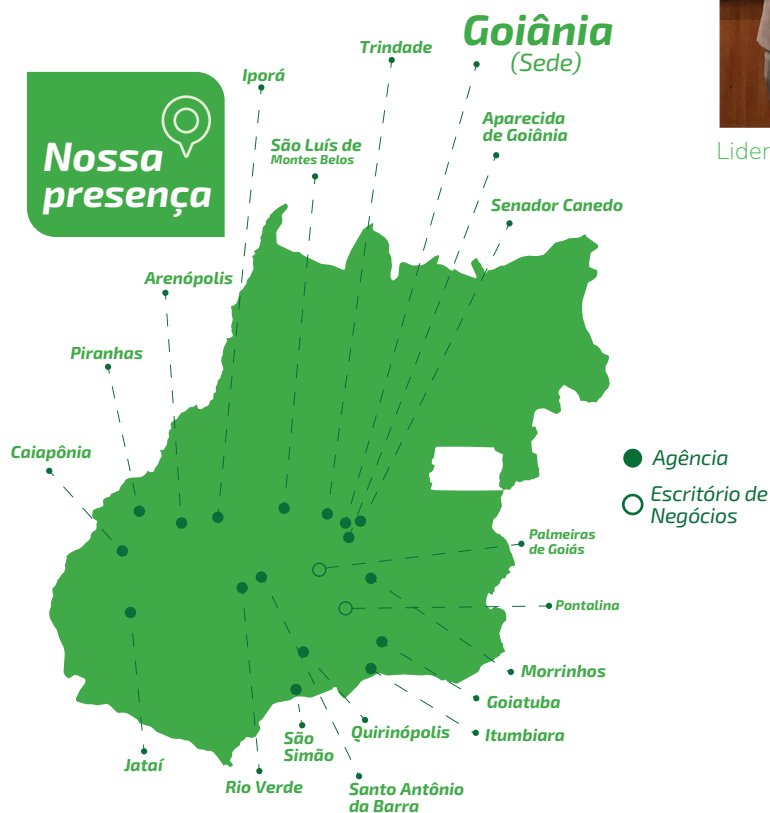 Goiânia
(Sede)
Trindade
Iporá
Aparecida
de Goiânia
São Luís de
Montes Belos
Nossa
presença
Lider
Senador Canedo
Arenópolis
Piranhas
Caiapônia
Agência
Escritório de
Negócios
Palmeiras
de Goiás
Pontalina
Morrinhos
Goiatuba
Itumbiara
Quirinópolis
São
Simão
Jataí
Rio Verde
Santo Antônio
da Barra